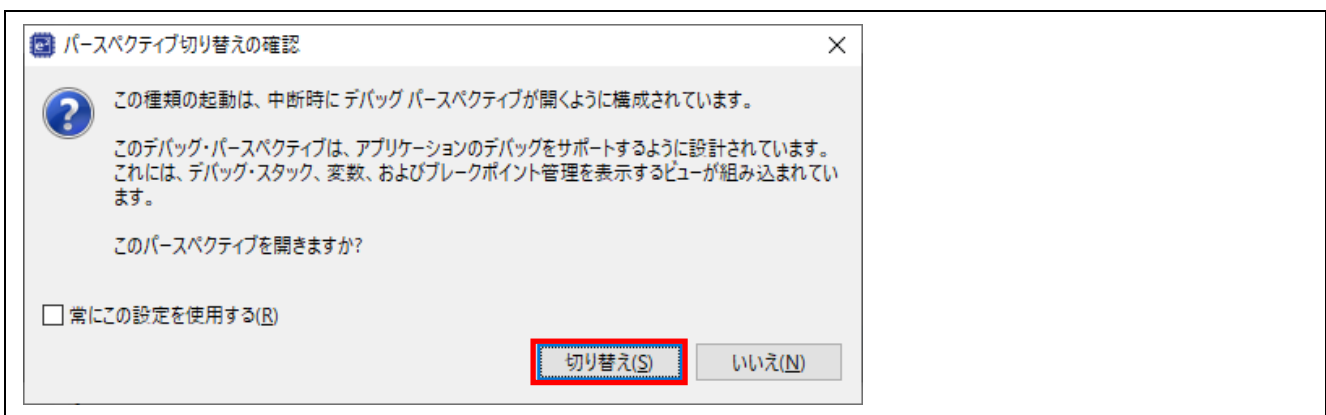 パースペクティブ切り替えの確認
この種類の起動は、中断時に デバッグ パースペクティブが開くように構成されています。
このデバッグ・パースペクティブは、アプリケーションのデバッグをサポートするように設計されています。
これには、デバッグ・スタック、変数、およびブレークポイント管理を表示するビューが組み込まれてい
ます。
このパースペクティブを開きますか?
常にこの設定を使用する(R)
切り替え(S)
いいえ(N)